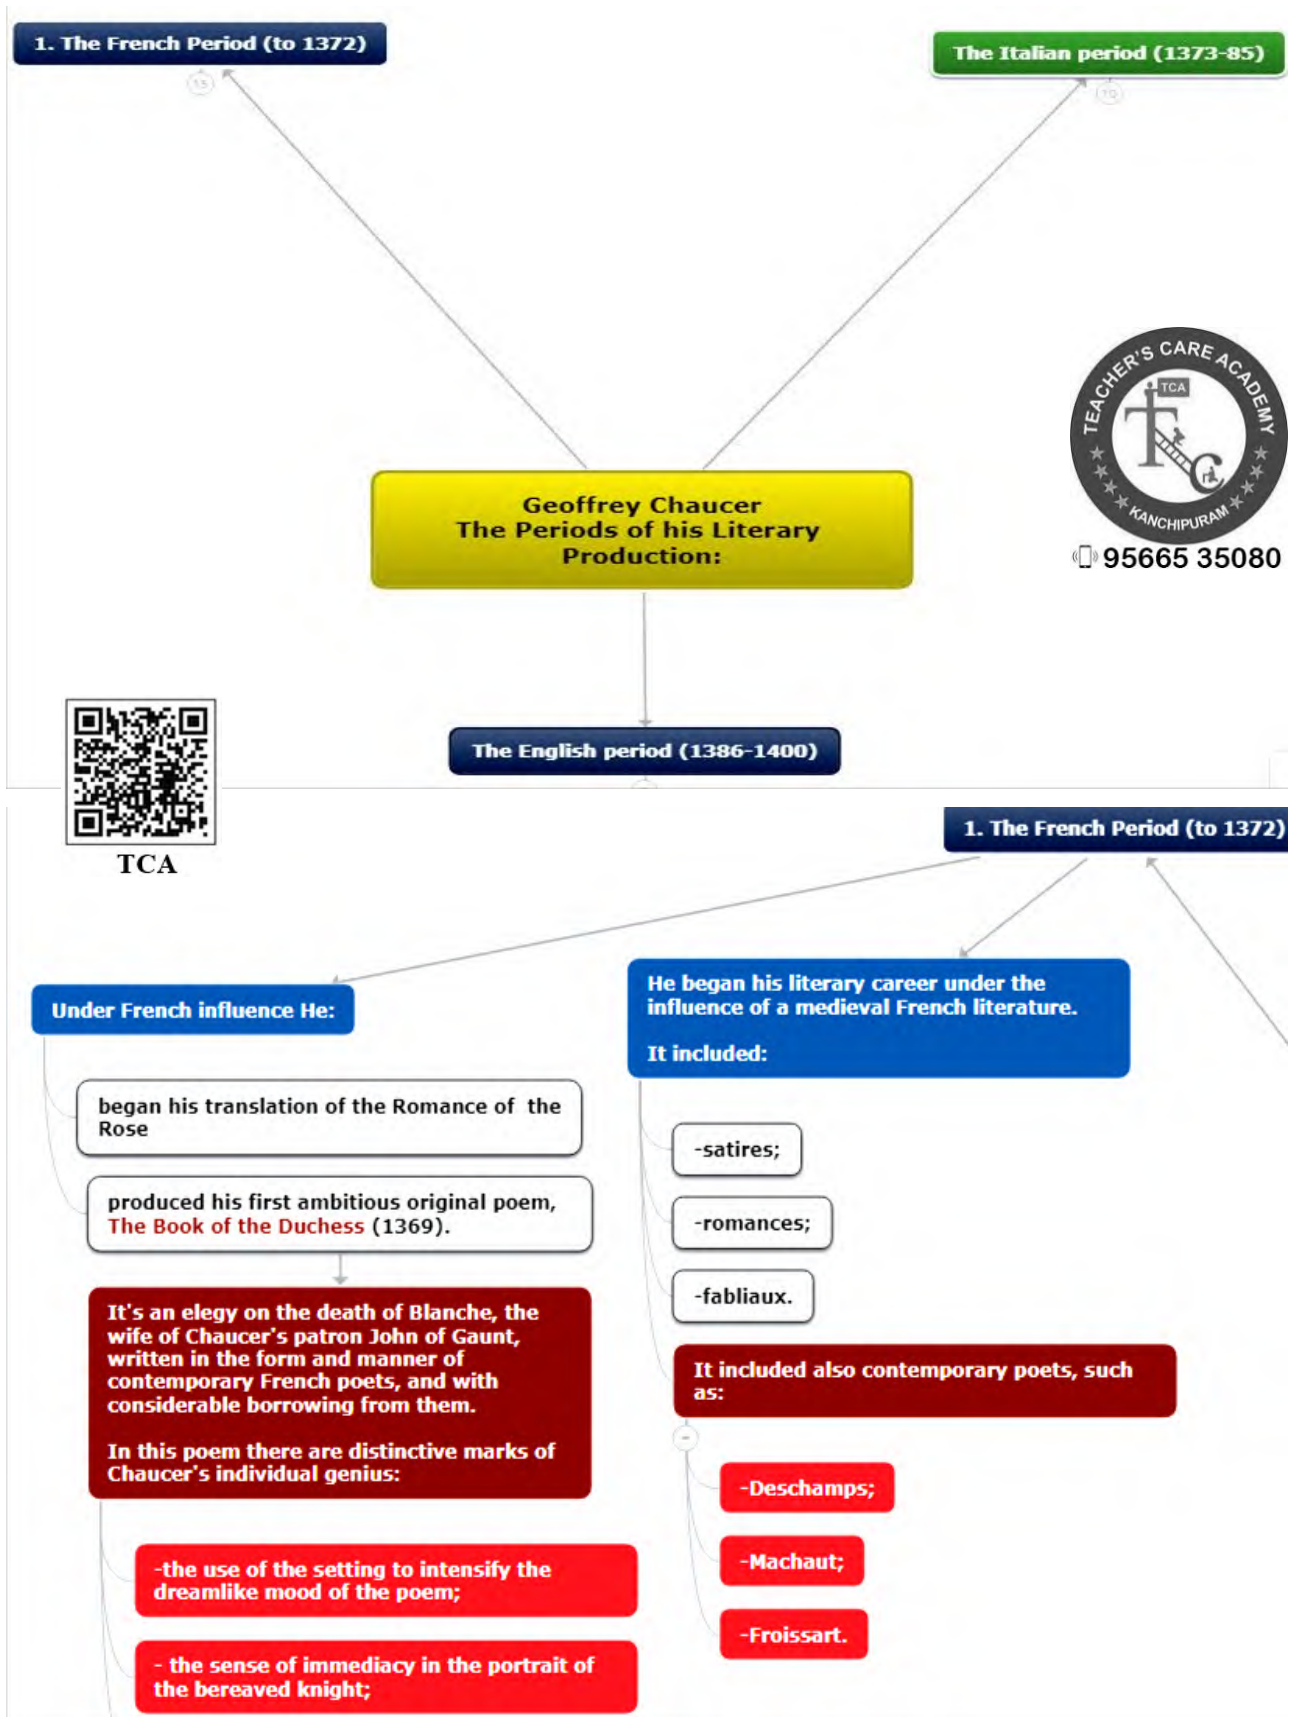 1. The French Period (to 1372)
15
The Italian period (1373-85)
10
TEACHER'S CARE ACADEMY
TCA
KANCHIPURAM
95665 35080
Geoffrey Chaucer
The Periods of his Literary
Production:
The English period (1386-1400)
TCA
1. The French Period (to 1372)
Under French influence He:
began his translation of the Romance of the
Rose
produced his first ambitious original poem,
The Book of the Duchess (1369).
It's an elegy on the death of Blanche, the
wife of Chaucer's patron John of Gaunt,
written in the form and manner of
contemporary French poets, and with
considerable borrowing from them.
In this poem there are distinctive marks of
Chaucer's individual genius:
-the use of the setting to intensify the
dreamlike mood of the poem;
- the sense of immediacy in the portrait of
the bereaved knight;
He began his literary career under the
influence of a medieval French literature.
It included:
-satires;
-romances;
-fabliaux.
It included also contemporary poets, such
as:
-Deschamps;
-Machaut;
-Froissart.